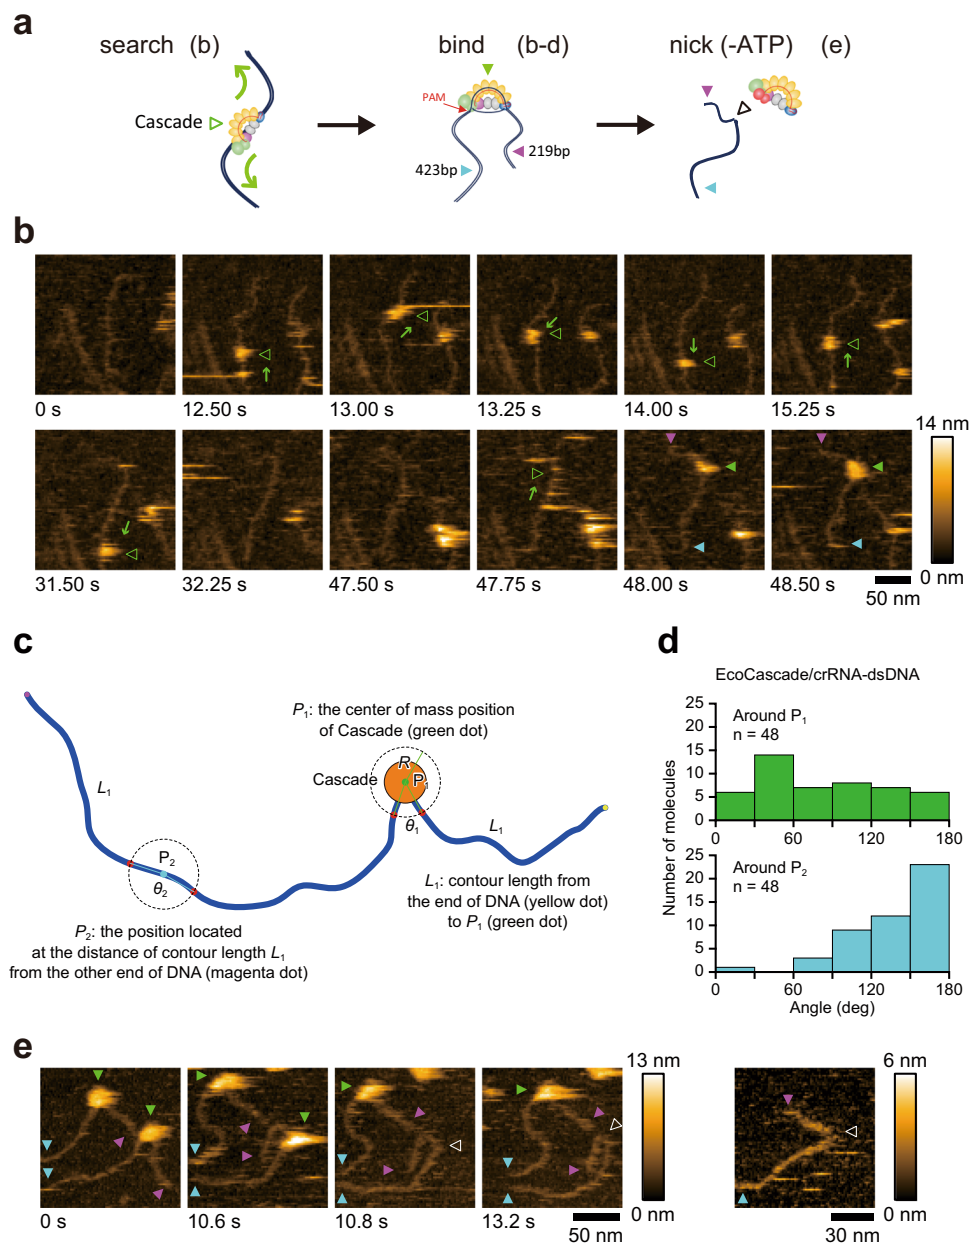 a
search (b)
bind (b-d)
nick (-ATP) (e)
PAM
Cascade
423bp
219bp
b
0 s
12.50 s
13.00 s
13.25 s
14.00 s
15.25 s
14 nm
0 nm
31.50 s
32.25 s
47.50 s
47.75 s
48.00 s
48.50 s
50 nm
c
P1: the center of mass position
of Cascade (green dot)
Cascade
R
P1
θ1
L1
L1
P2
θ2
L1: contour length from
the end of DNA (yellow dot)
to P1 (green dot)
P2: the position located
at the distance of contour length L1
from the other end of DNA (magenta dot)
d
EcoCascade/crRNA-dsDNA
Number of molecules
25
20
15
10
5
0
Around P1
n = 48
0
60
120
180
25
20
15
10
5
0
Around P2
n = 48
0
60
120
180
Angle (deg)
e
0 s
10.6 s
10.8 s
13.2 s
13 nm
0 nm
50 nm
6 nm
0 nm
30 nm